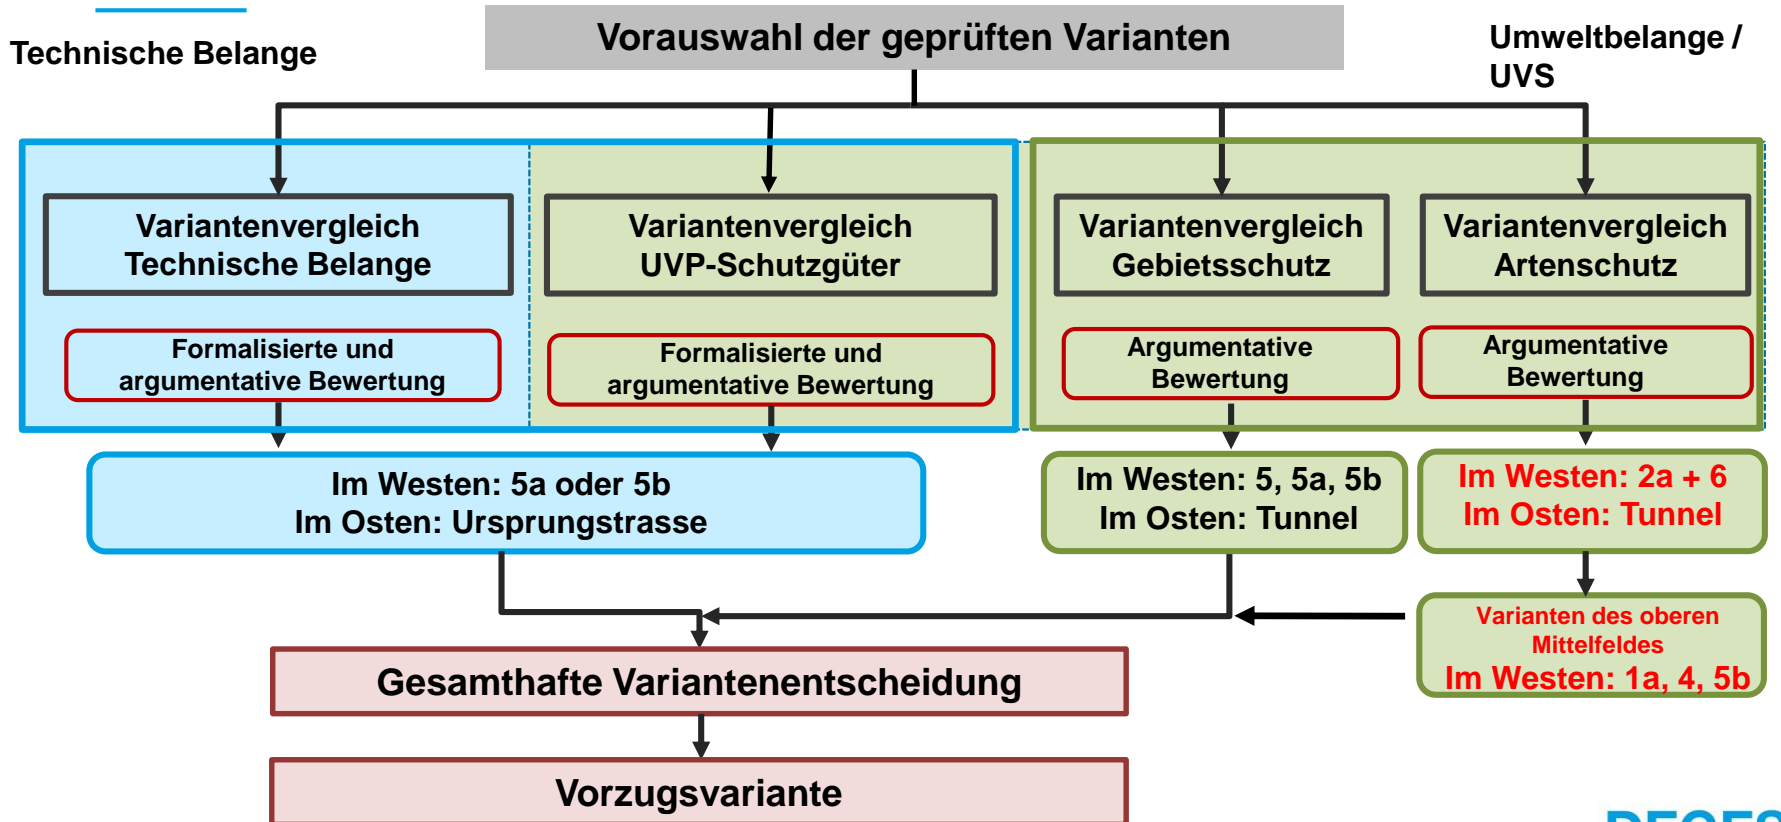 Technische Belange
Vorauswahl der geprüften Varianten
Umweltbelange /
UVS
Variantenvergleich
Technische Belange
Variantenvergleich
UVP-Schutzgüter
Variantenvergleich
Gebietsschutz
Variantenvergleich
Artenschutz
Formalisierte und
argumentative Bewertung
Formalisierte und
argumentative Bewertung
Argumentative
Bewertung
Argumentative
Bewertung
Im Westen: 5a oder 5b
Im Osten: Ursprungstrasse
Im Westen: 5, 5a, 5b
Im Osten: Tunnel
Im Westen: 2a + 6
Im Osten: Tunnel
Varianten des oberen
Mittelfeldes
Im Westen: 1a, 4, 5b
Gesamthafte Variantenentscheidung
Vorzugsvariante